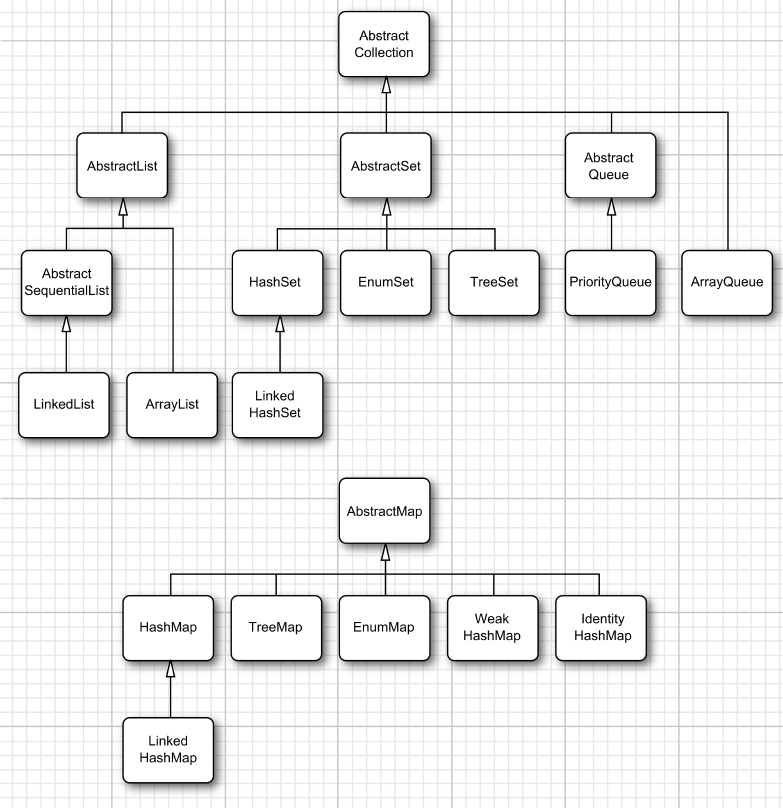 Abstract
Collection
AbstractList
AbstractSet
Abstract
Queue
Abstract
SequentialList
HashSet
EnumSet
TreeSet
PriorityQueue
ArrayQueue
LinkedList
ArrayList
Linked
HashSet
AbstractMap
HashMap
TreeMap
EnumMap
Weak
HashMap
Identity
HashMap
Linked
HashMap